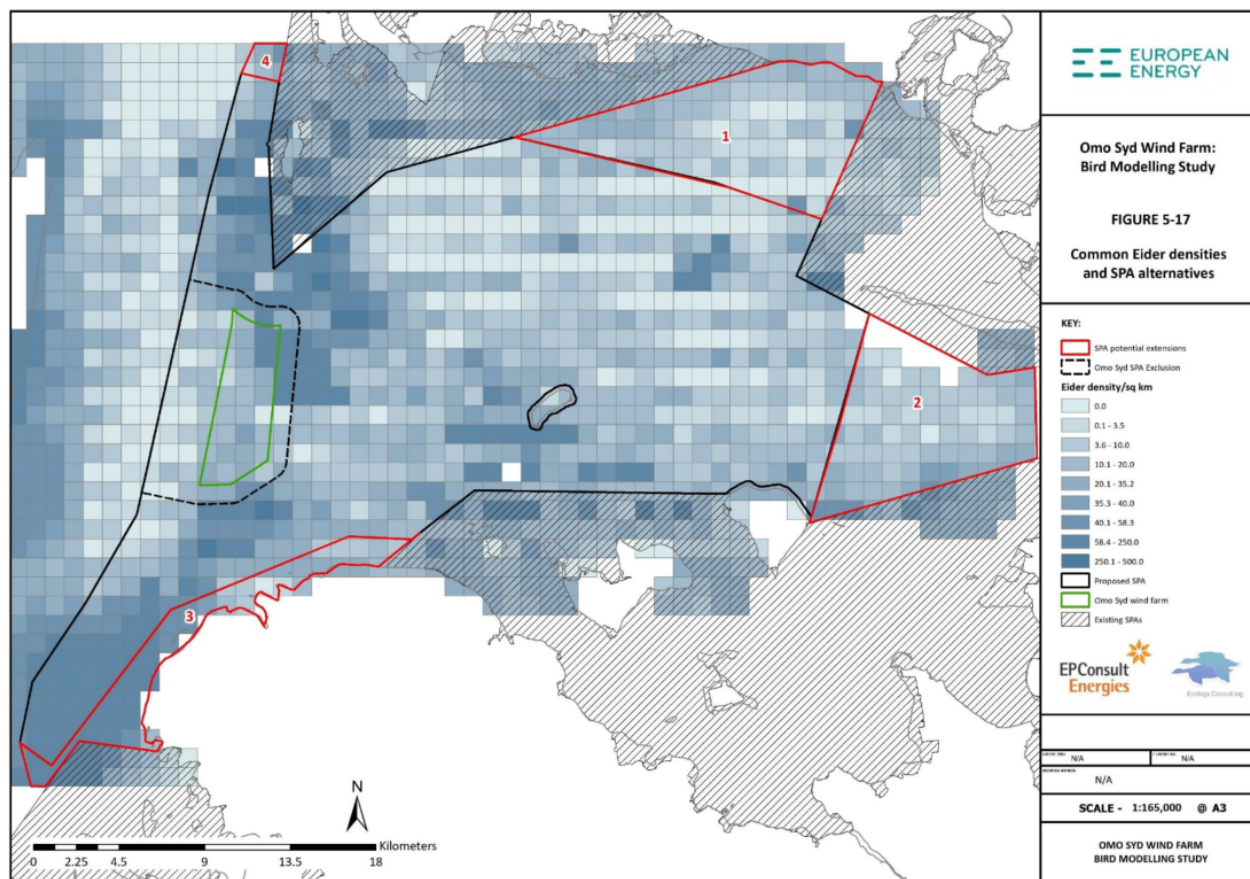 4
1
2
3
N
Kilometers
0 2.25 4.5 9 13.5 18
EUROPEAN
ENERGY
Omo Syd Wind Farm:
Bird Modelling Study
FIGURE 5-17
Common Eider densities
and SPA alternatives
KEY:
SPA potential extensions
Omo Syd SPA Exclusion
Eider density/sq km
0.0
0.1 - 3.5
3.6 - 10.0
10.1 - 20.0
20.1 - 35.2
35.3 - 40.0
40.1 - 58.3
58.4 - 250.0
250.1 - 500.0
Proposed SPA
Omo Syd wind farm
Existing SPAs
EPConsult
Energies
Ecology Consulting
N/A
N/A
N/A
SCALE - 1:165,000 @ A3
OMO SYD WIND FARM
BIRD MODELLING STUDY